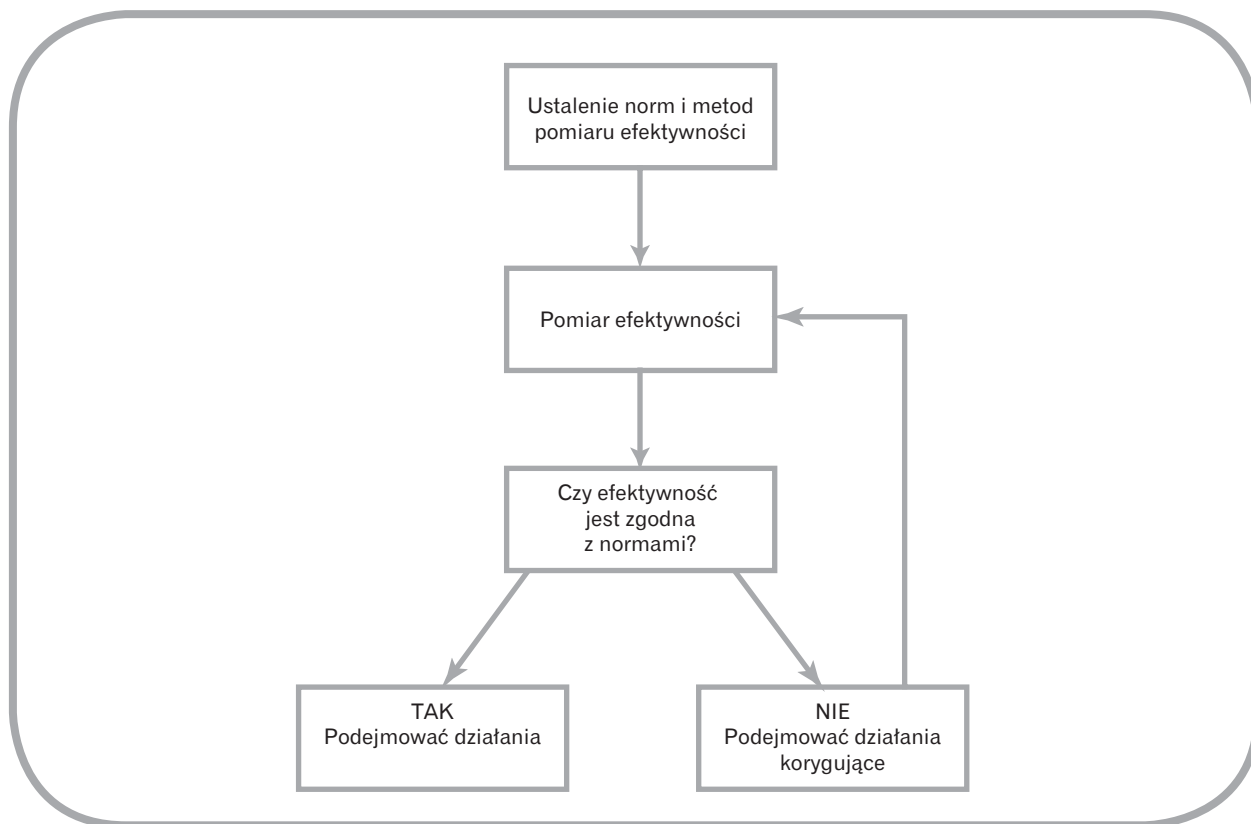 Ustalenie norm i metod
pomiaru efektywności
Pomiar efektywności
Czy efektywność
jest zgodna
z normami?
TAK
Podejmować działania
NIE
Podejmować działania
korygujące